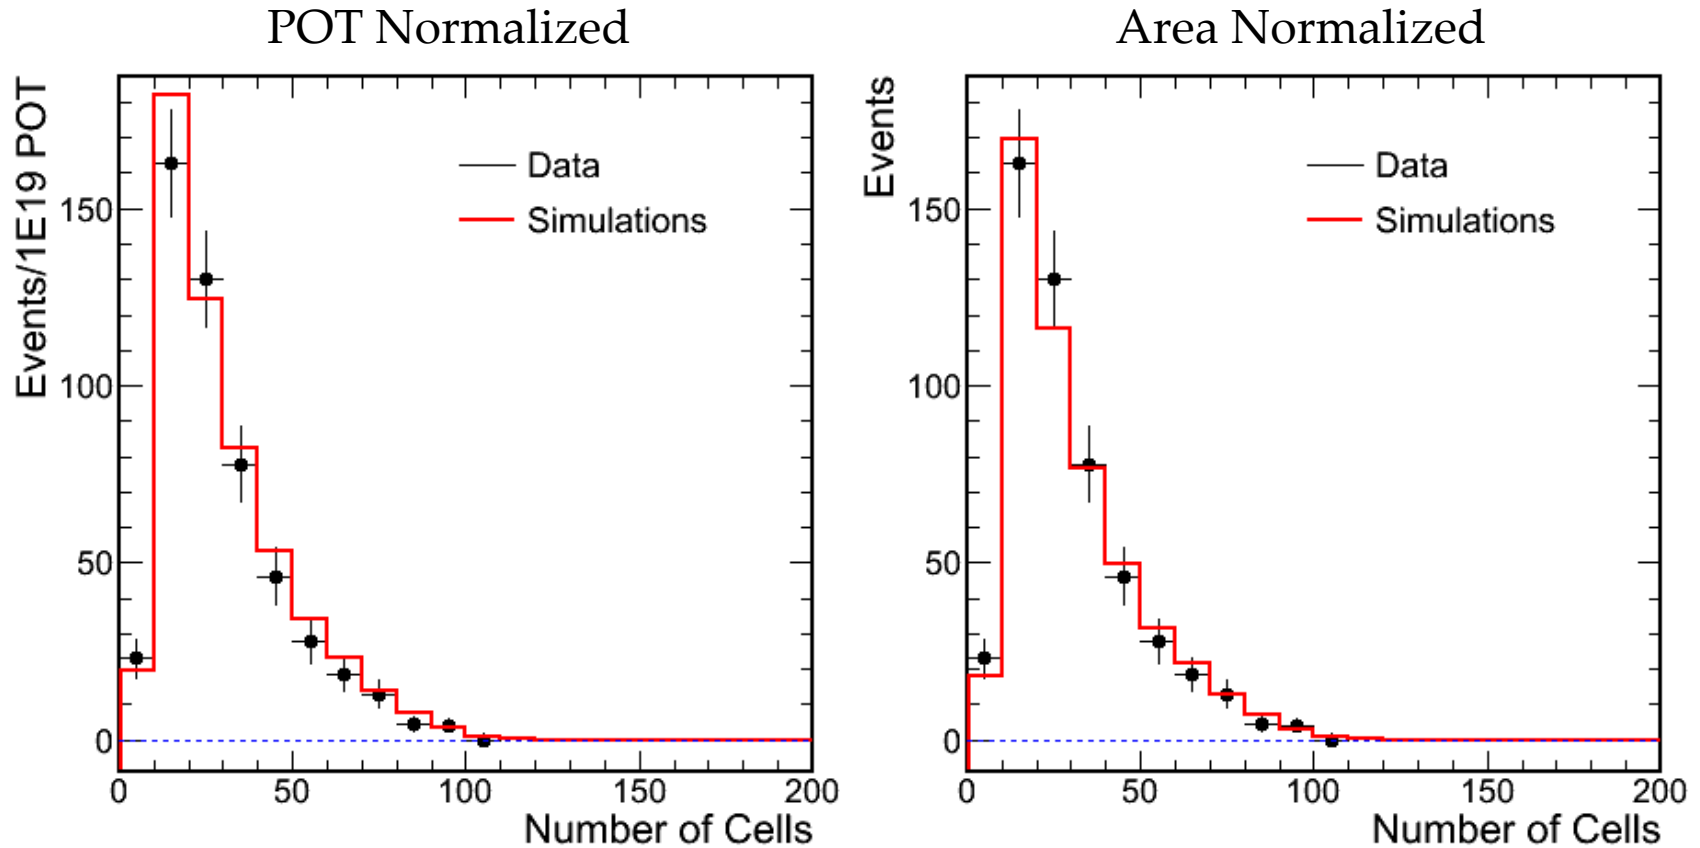 POT Normalized
Events/1E19 POT
150
100
50
0
Data
Simulations
0 50 100 150 200
Number of Cells
Area Normalized
Events
150
100
50
0
Data
Simulations
0 50 100 150 200
Number of Cells